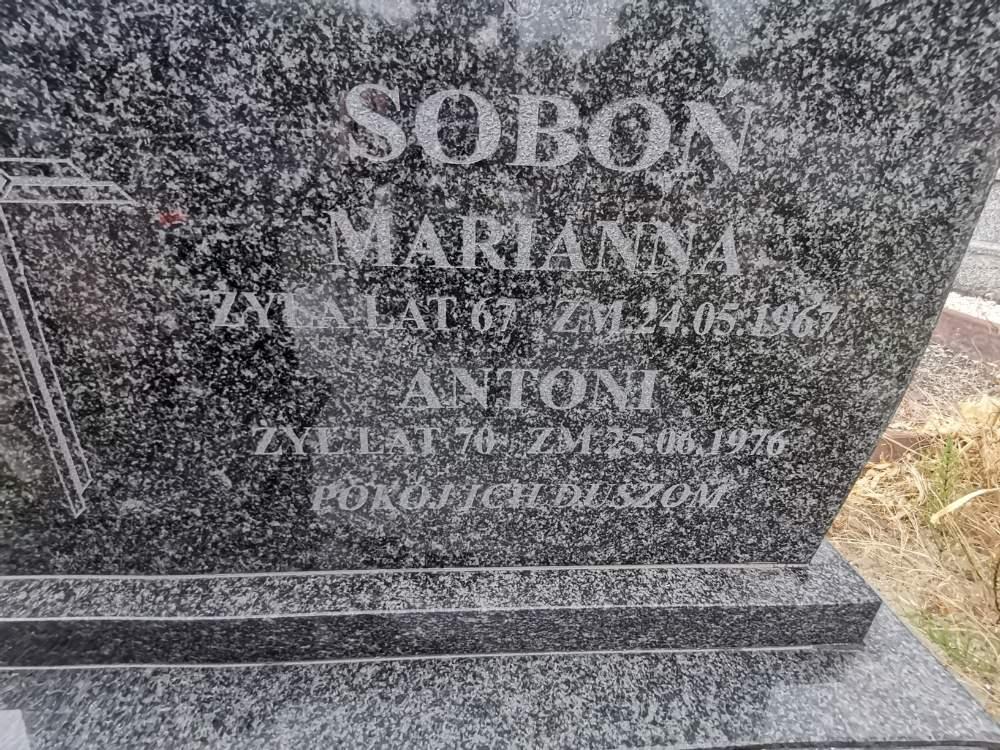 SOBOŃ
MARIANNA
ŻYŁA LAT 67 ZM.24.05.1967
ANTONI
ŻYŁ LAT 70 ZM.25.06.1976
POKÓJ ICH DUSZOM